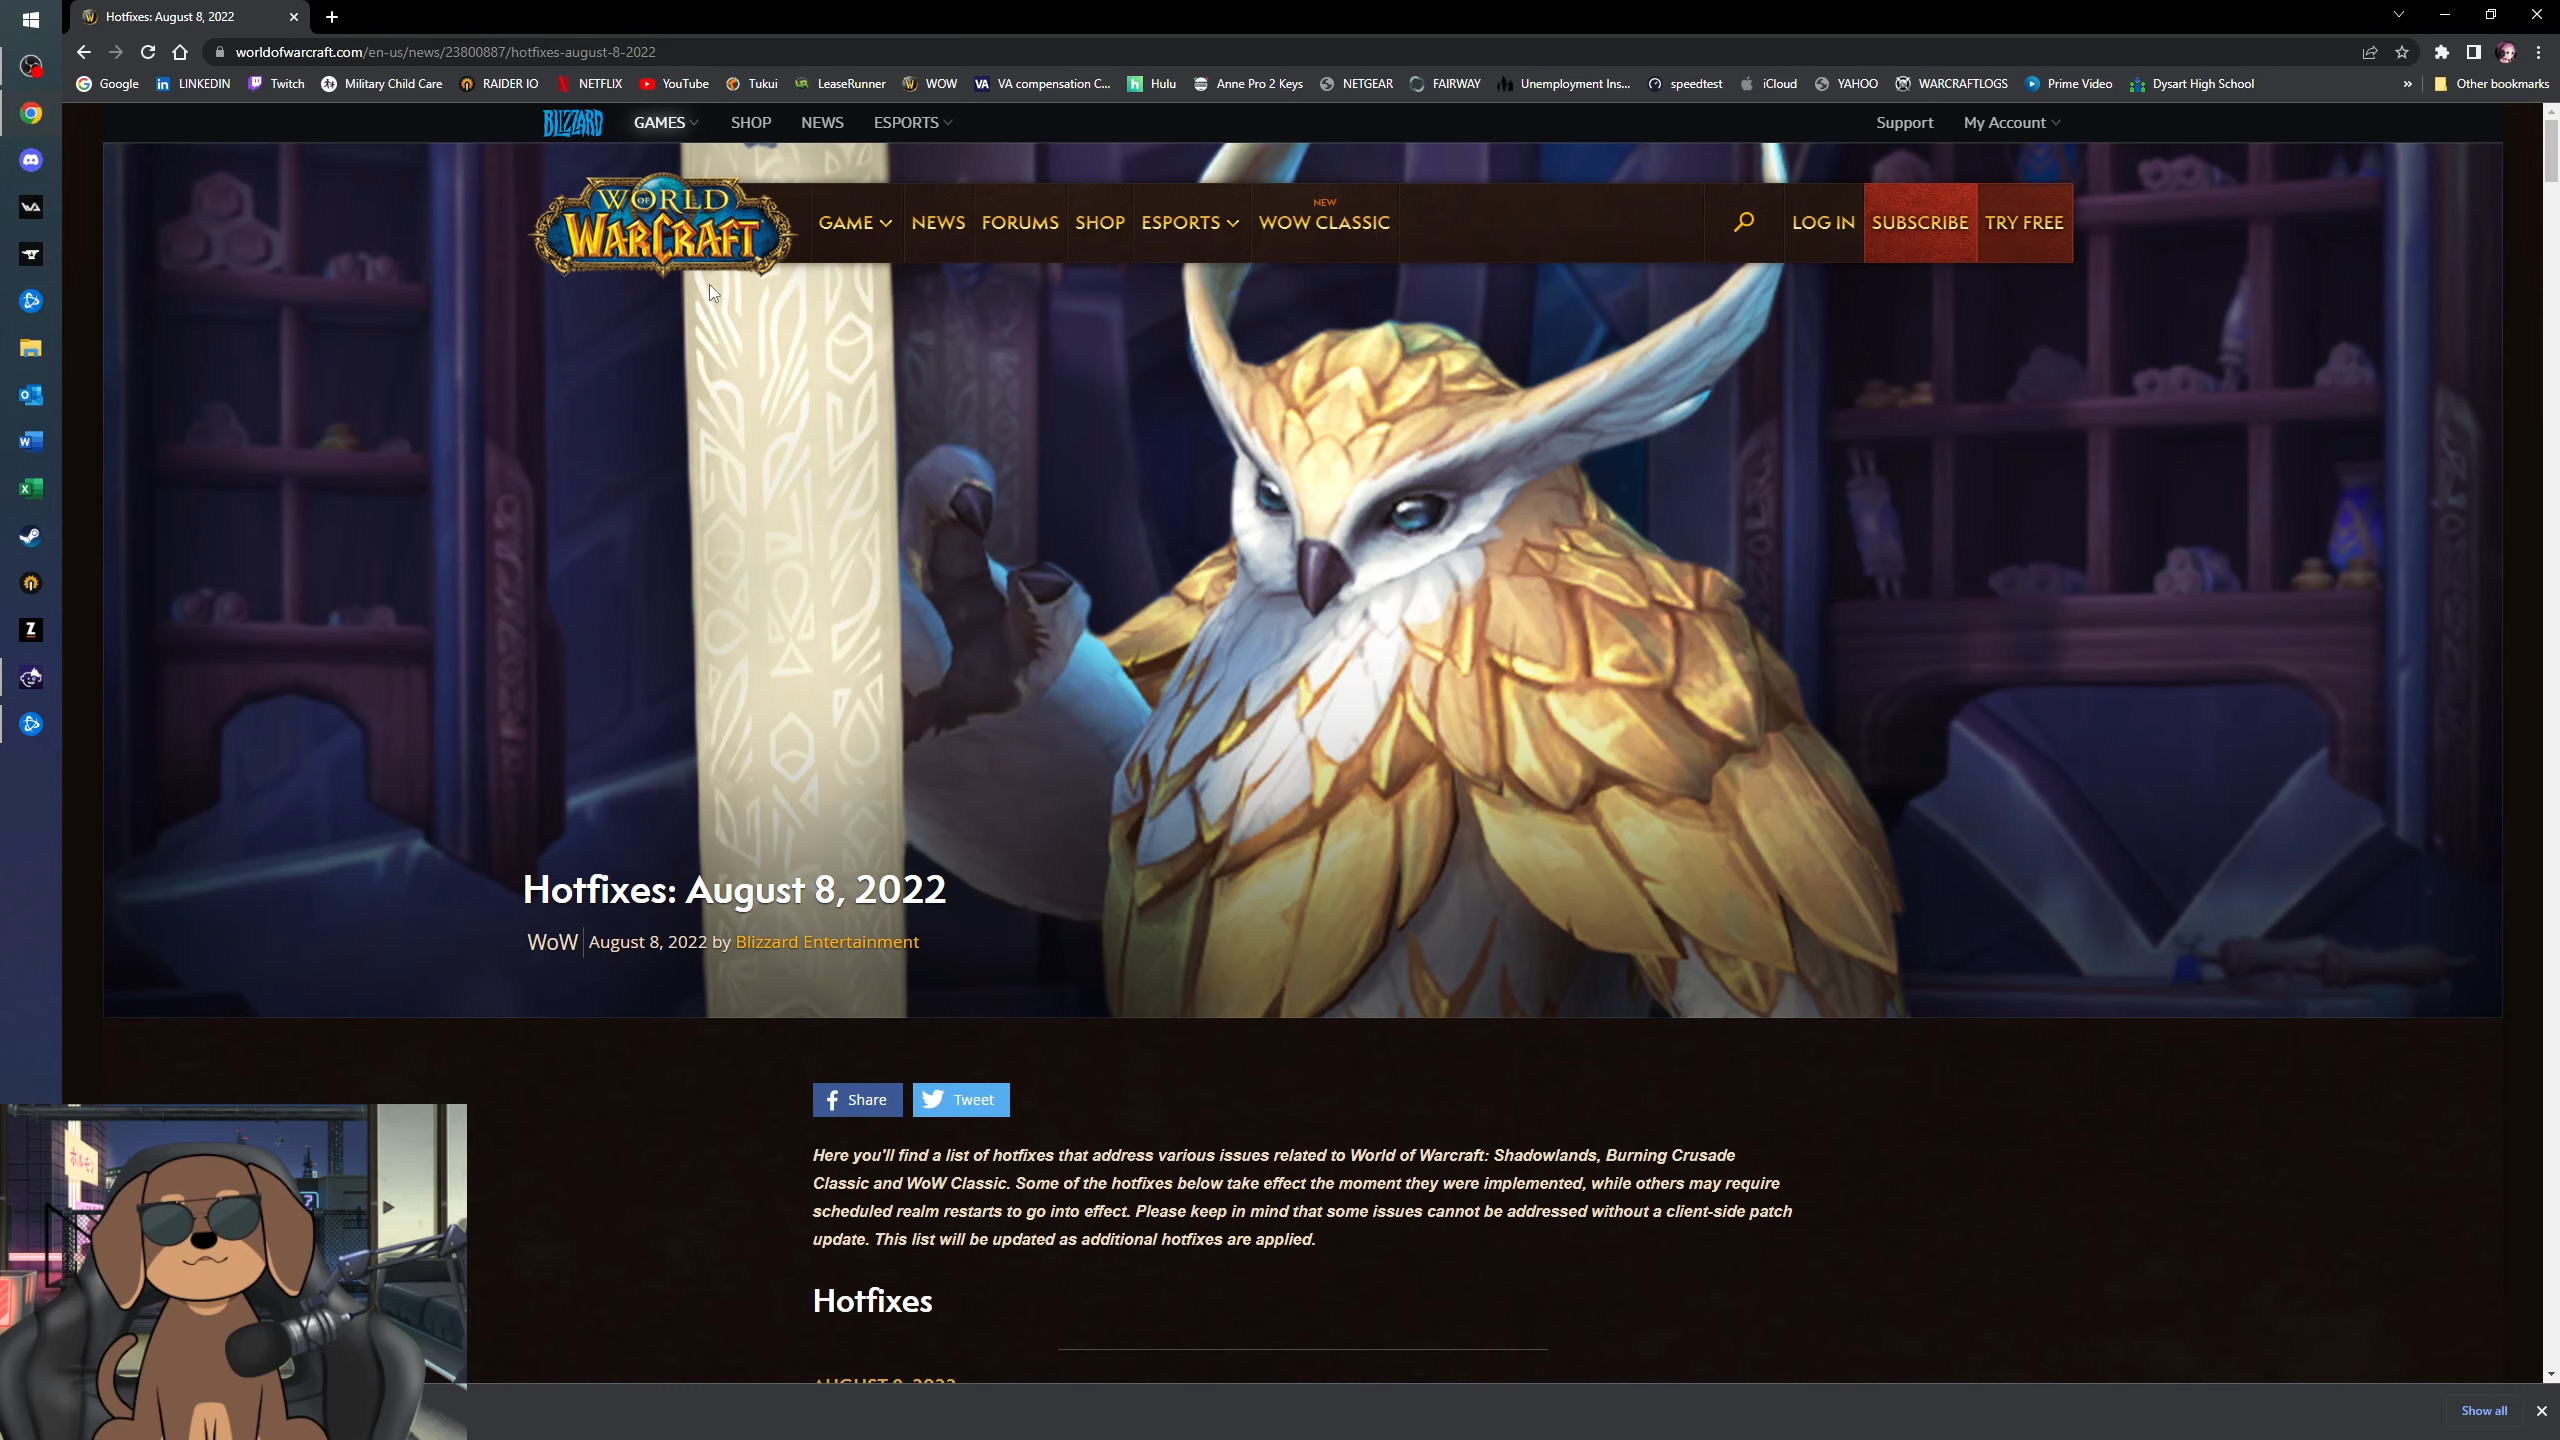 Hotfixes: August 8, 2022
worldofwarcraft.com/en-us/news/23800887/hotfixes-august-8-2022
Google LINKEDIN Twitch Military Child Care RAIDER IO NETFLIX YouTube Tukui LeaseRunner WOW VA compensation C... Hulu Anne Pro 2 Keys NETGEAR FAIRWAY Unemployment Ins... speedtest iCloud YAHOO WARCRAFTLOGS Prime Video Dysart High School » Other bookmarks
BLIZZARD GAMES SHOP NEWS ESPORTS Support My Account
WORLD OF WARCRAFT
GAME NEWS FORUMS SHOP ESPORTS NEW WOW CLASSIC LOG IN SUBSCRIBE TRY FREE
Hotfixes: August 8, 2022
WoW August 8, 2022 by Blizzard Entertainment
Share Tweet
Here you'll find a list of hotfixes that address various issues related to World of Warcraft: Shadowlands, Burning Crusade
Classic and WoW Classic. Some of the hotfixes below take effect the moment they were implemented, while others may require
scheduled realm restarts to go into effect. Please keep in mind that some issues cannot be addressed without a client-side patch
update. This list will be updated as additional hotfixes are applied.
Hotfixes
ホルモン
Show all